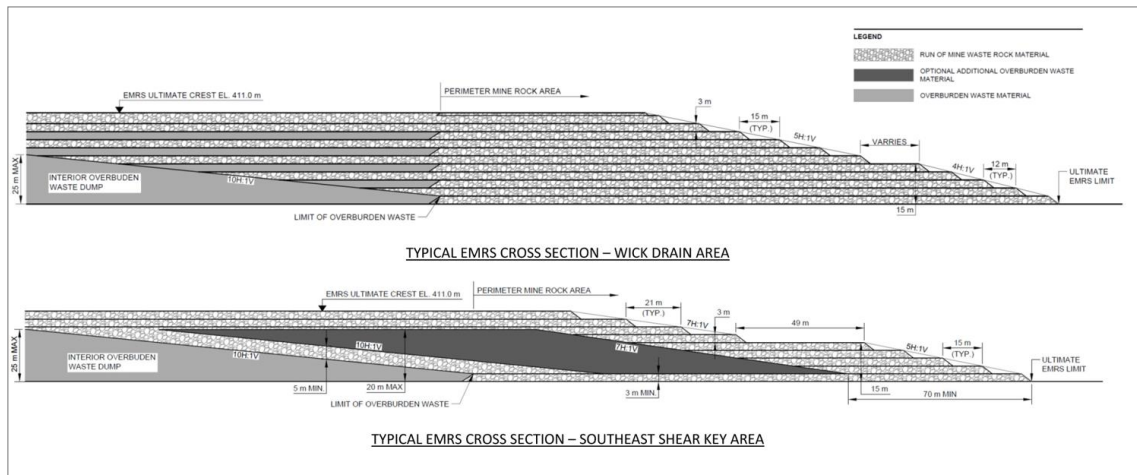 LEGEND
RUN OF MINE WASTE ROCK MATERIAL
OPTIONAL ADDITIONAL OVERBURDEN WASTE
MATERIAL
OVERBURDEN WASTE MATERIAL
EMRS ULTIMATE CREST EL. 411.0 m
PERIMETER MINE ROCK AREA
3 m
15 m
(TYP.)
5H:1V
VARRIES
4H:1V
12 m
(TYP.)
ULTIMATE
EMRS LIMIT
25 m MAX.
INTERIOR OVERBUDEN
WASTE DUMP
10H:1V
LIMIT OF OVERBURDEN WASTE
15 m
TYPICAL EMRS CROSS SECTION – WICK DRAIN AREA
EMRS ULTIMATE CREST EL. 411.0 m
PERIMETER MINE ROCK AREA
21 m
(TYP.)
7H:1V
3 m
49 m
5H:1V
15 m
(TYP.)
ULTIMATE
EMRS LIMIT
25 m MAX.
INTERIOR OVERBUDEN
WASTE DUMP
10H:1V
10H:1V
7H:1V
5 m MIN.
20 m MAX
LIMIT OF OVERBURDEN WASTE
3 m MIN.
15 m
70 m MIN
TYPICAL EMRS CROSS SECTION – SOUTHEAST SHEAR KEY AREA